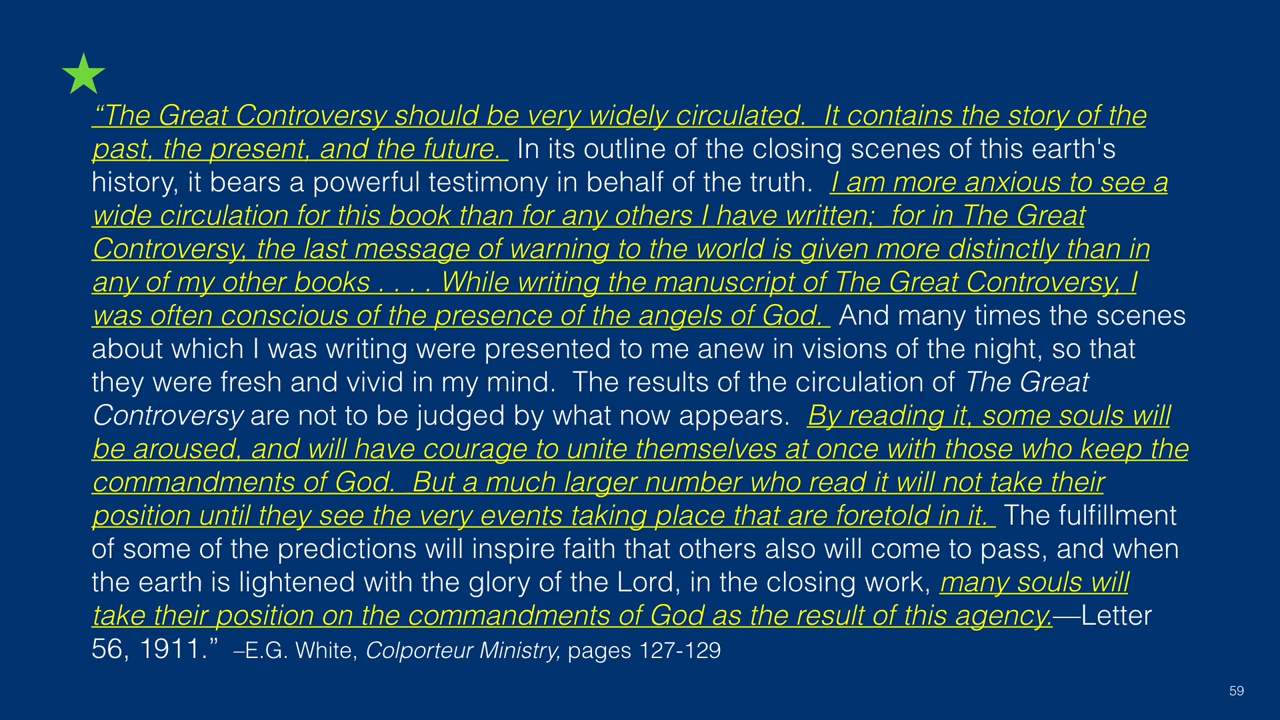 “The Great Controversy should be very widely circulated.  It contains the story of the
past, the present, and the future.  In its outline of the closing scenes of this earth's
history, it bears a powerful testimony in behalf of the truth.  I am more anxious to see a
wide circulation for this book than for any others I have written;  for in The Great
Controversy, the last message of warning to the world is given more distinctly than in
any of my other books . . . . While writing the manuscript of The Great Controversy, I
was often conscious of the presence of the angels of God.  And many times the scenes
about which I was writing were presented to me anew in visions of the night, so that
they were fresh and vivid in my mind.  The results of the circulation of The Great
Controversy are not to be judged by what now appears.  By reading it, some souls will
be aroused, and will have courage to unite themselves at once with those who keep the
commandments of God.  But a much larger number who read it will not take their
position until they see the very events taking place that are foretold in it.  The fulfillment
of some of the predictions will inspire faith that others also will come to pass, and when
the earth is lightened with the glory of the Lord, in the closing work, many souls will
take their position on the commandments of God as the result of this agency.—Letter
56, 1911.”  –E.G. White, Colporteur Ministry, pages 127-129
59